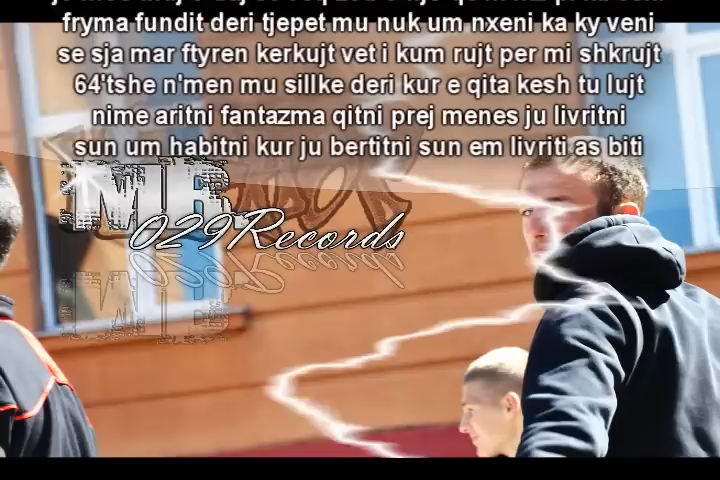 fryma fundit deri tjepet mu nuk um nxeni ka ky veni
se sja mar ftyren kerkujt vet i kum rujt per mi shkrujt
64'tshe n'men mu sillke deri kur e qita kesh tu lujt
nime aritni fantazma qitni prej menes ju livritni
sun um habitni kur ju bertitni sun em livriti as biti
MR
029Records